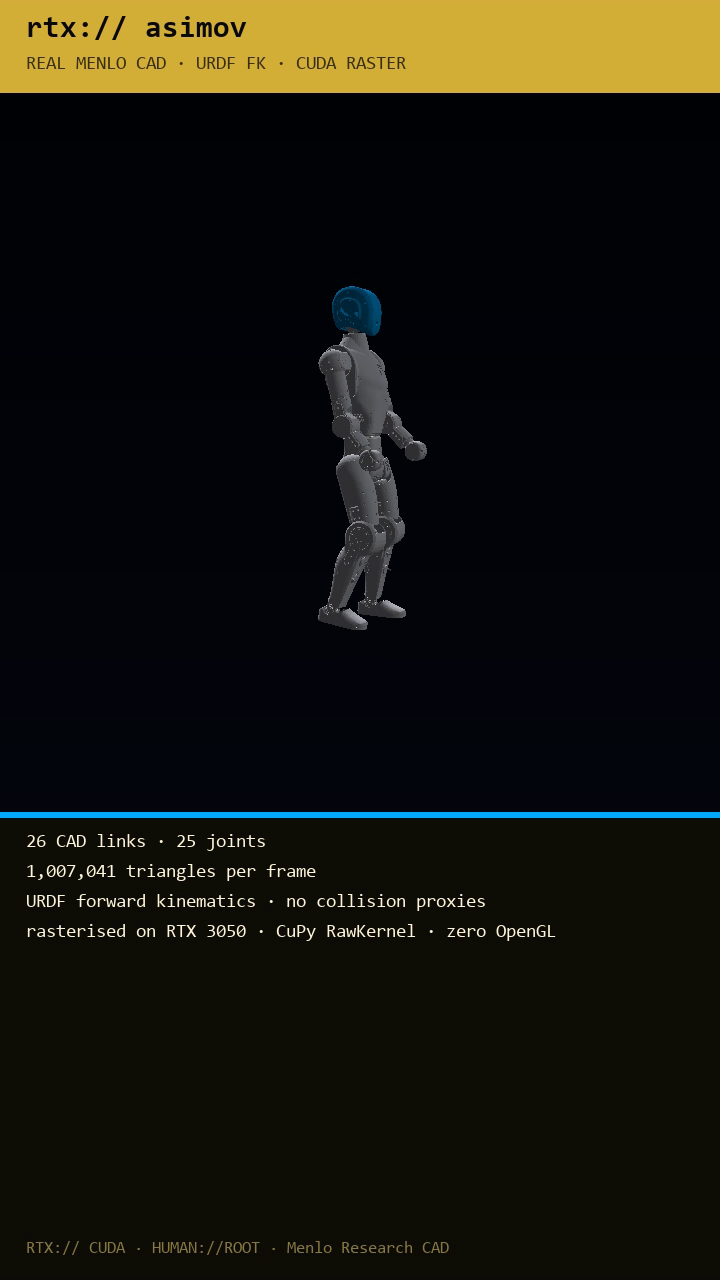 rtx:// asimov
REAL MENLO CAD · URDF FK · CUDA RASTER
26 CAD links · 25 joints
1,007,041 triangles per frame
URDF forward kinematics · no collision proxies
rasterised on RTX 3050 · CuPy RawKernel · zero OpenGL
RTX:// CUDA · HUMAN://ROOT · Menlo Research CAD